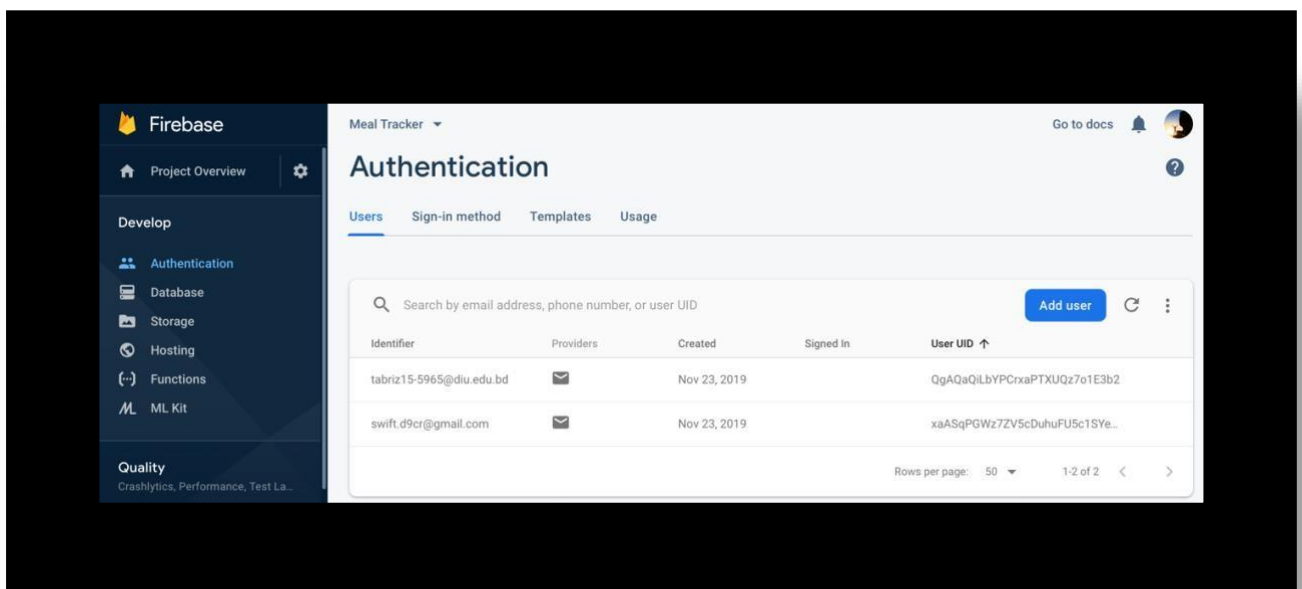 Firebase
Project Overview
Develop
Authentication
Database
Storage
Hosting
Functions
ML Kit
Quality
Crashlytics, Performance, Test La...
Meal Tracker
Go to docs
Authentication
Users Sign-in method Templates Usage
Search by email address, phone number, or user UID
Add user
Identifier Providers Created Signed In User UID
tabriz15-5965@diu.edu.bd Nov 23, 2019 QgAQaQiLbYPCrxaPTXUQz7o1E3b2
swift.d9cr@gmail.com Nov 23, 2019 xaASqPGWz7ZV5cDuhuFU5c1SYe...
Rows per page: 50 1-2 of 2